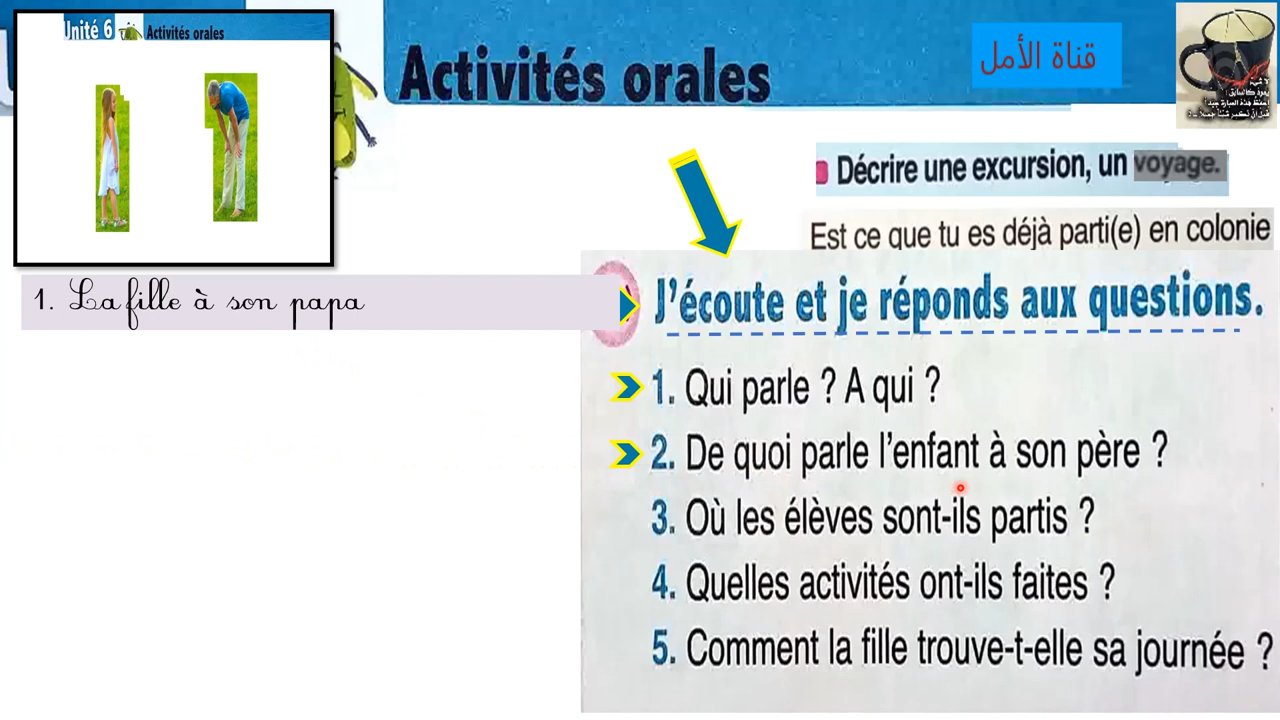 Unité 6 Activités orales
Activités orales
قناة الأمل
Décrire une excursion, un voyage.
Est ce que tu es déjà parti(e) en colonie
1. La fille à son papa
J'écoute et je réponds aux questions.
1. Qui parle ? A qui ?
2. De quoi parle l'enfant à son père ?
3. Où les élèves sont-ils partis ?
4. Quelles activités ont-ils faites ?
5. Comment la fille trouve-t-elle sa journée ?